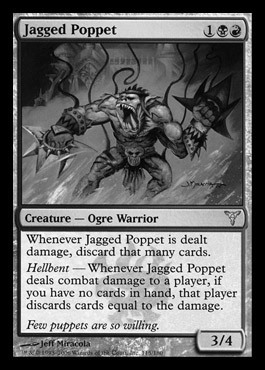 Jagged Poppet 1
Creature — Ogre Warrior
Whenever Jagged Poppet is dealt
damage, discard that many cards.
Hellbent — Whenever Jagged Poppet
deals combat damage to a player, if
you have no cards in hand, that player
discards cards equal to the damage.
Few puppets are so willing.
3/4
Jeff Miracola